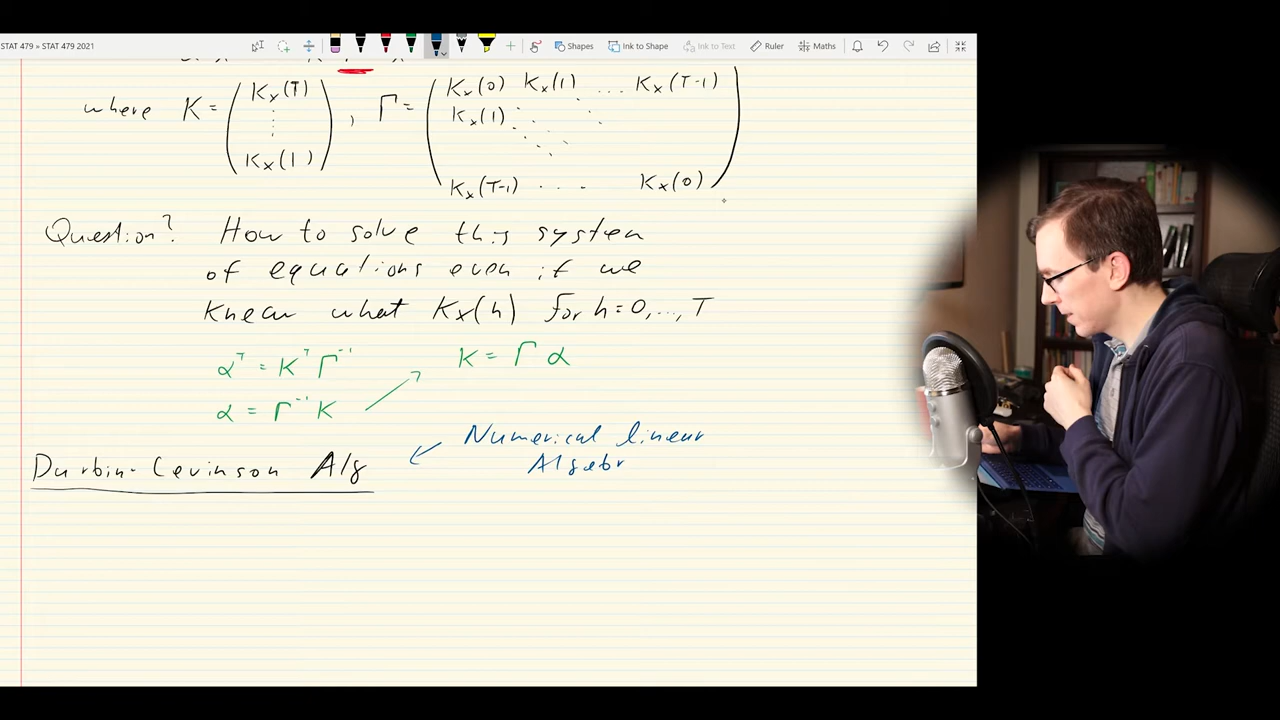 STAT 479 » STAT 479 2021
Shapes Ink to Shape Ink to Text Ruler Maths
where K = ( Kx(T) ⋮ Kx(1) ) , Γ = ( Kx(0) Kx(1) ... Kx(T-1)
Kx(1)
Kx(T-1) ... Kx(0) )
Question? How to solve this system
of equations even if we
knew what Kx(h) for h=0,...,T
αᵀ = Kᵀ Γ⁻¹ K = Γ α
α = Γ⁻¹ K
Numerical linear
Durbin-Levinson Alg Algebr